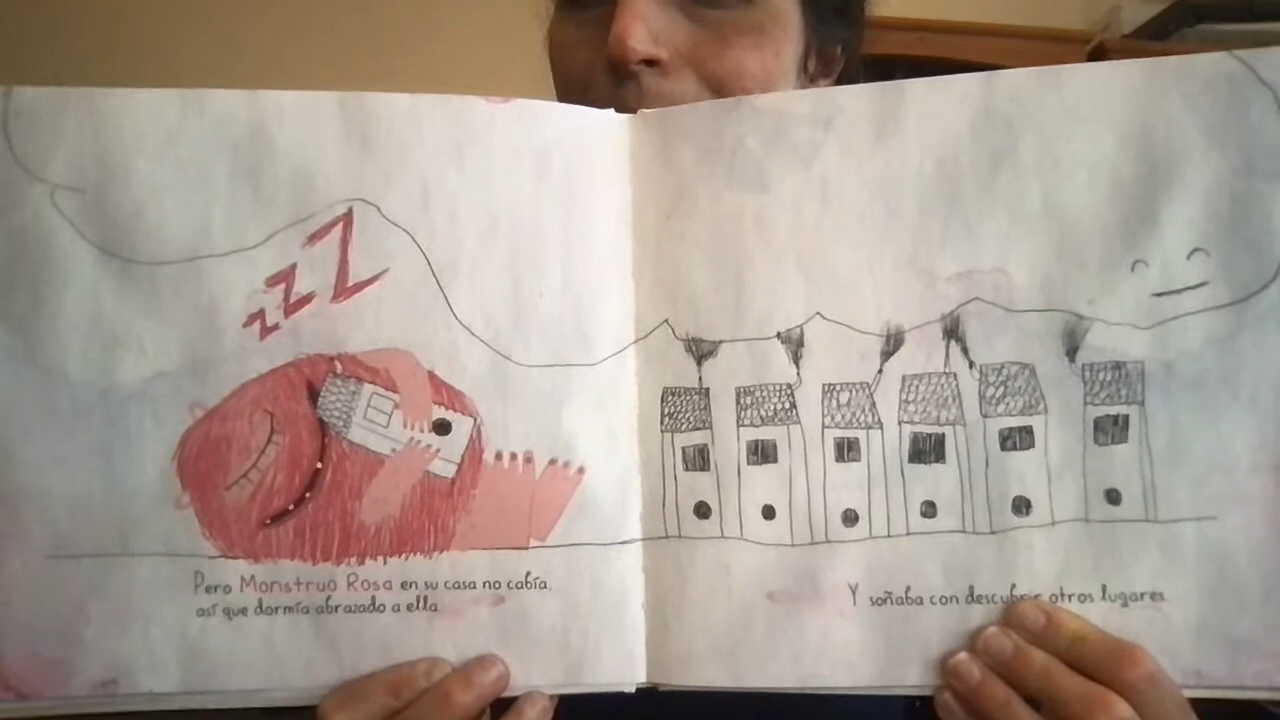 zzZ
Pero Monstruo Rosa en su casa no cabía,
así que dormía abrazado a ella
Y soñaba con descubrir otros lugares